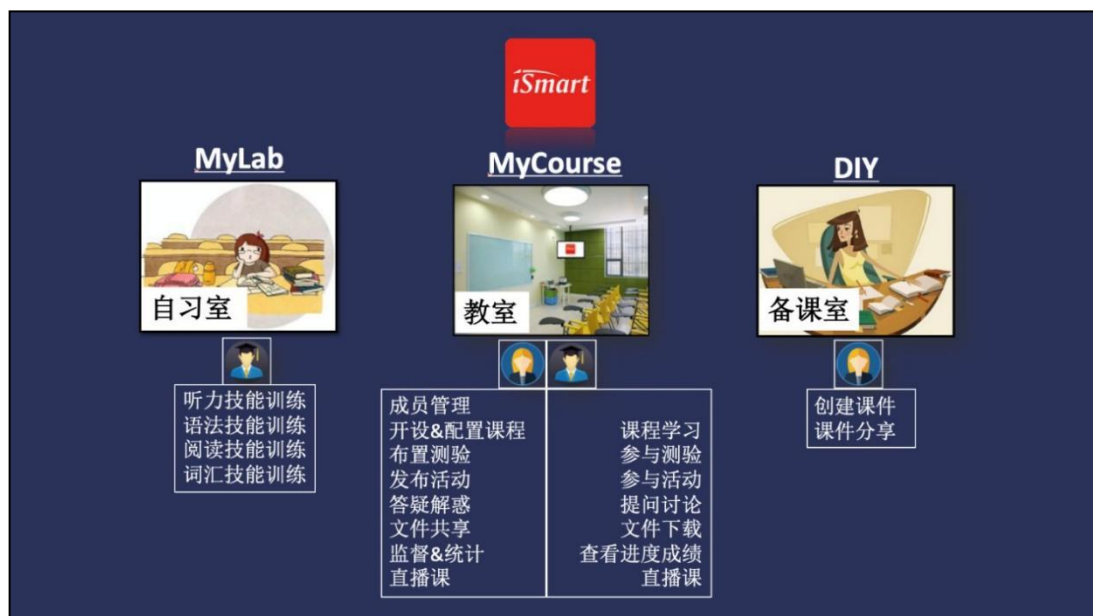 iSmart
MyLab
自习室
听力技能训练
语法技能训练
阅读技能训练
词汇技能训练
MyCourse
教室
成员管理
开设&配置课程
布置测验
发布活动
答疑解惑
文件共享
监督&统计
直播课
课程学习
参与测验
参与活动
提问讨论
文件下载
查看进度成绩
直播课
DIY
备课室
创建课件
课件分享